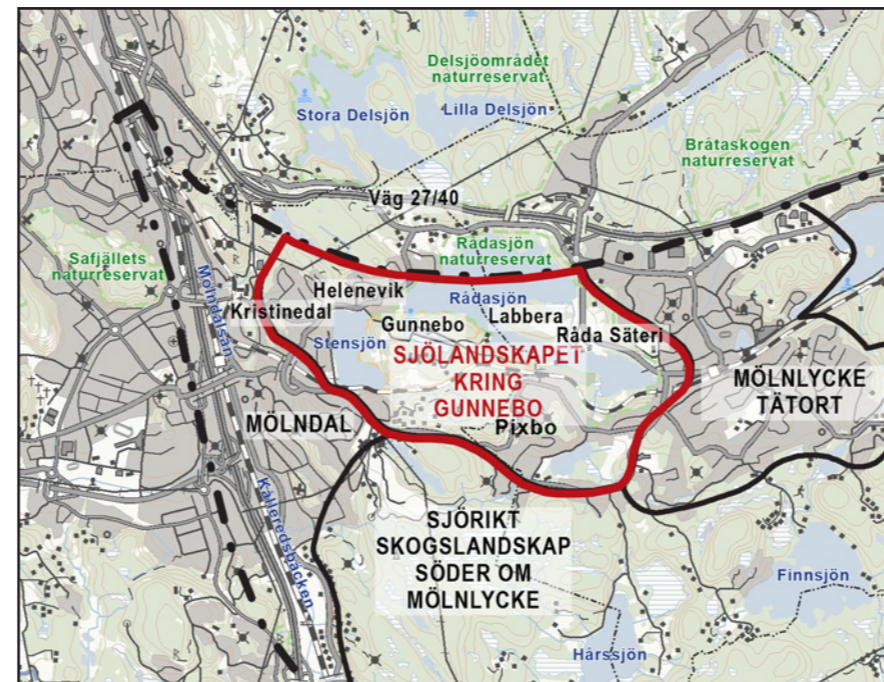 Delsjöområdet
naturreservat
Stora Delsjön
Lilla Delsjön
Bråtaskogen
naturreservat
Väg 27/40
Safjällets
naturreservat
Rådasjön
naturreservat
Mölndalsån
Helenevik
Rådasjön
Kristinedal
Gunnebo
Labbera
Råda Säteri
Stensjön
SJÖLANDSKAPET
KRING
GUNNEBO
MÖLNLYCKE
TÄTORT
MÖLNDAL
Pixbo
Kålleredsbäcken
SJÖRIKT
SKOGSLANDSKAP
SÖDER OM
MÖLNLYCKE
Finnsjön
Hårssjön